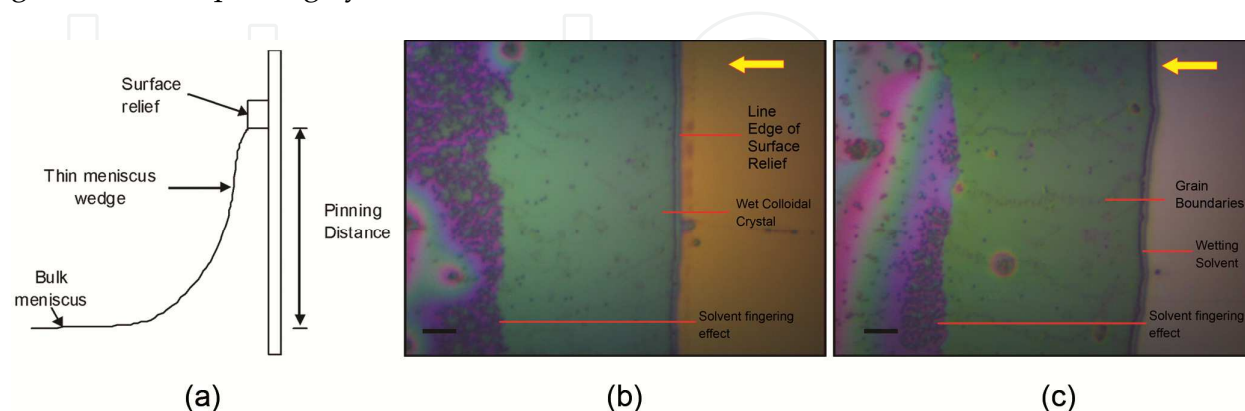 Surface
relief
Thin meniscus
wedge
Pinning
Distance
Bulk
meniscus
(a)
Line
Edge of
Surface
Relief
Wet Colloidal
Crystal
Solvent fingering
effect
(b)
Grain
Boundaries
Wetting
Solvent
Solvent fingering
effect
(c)